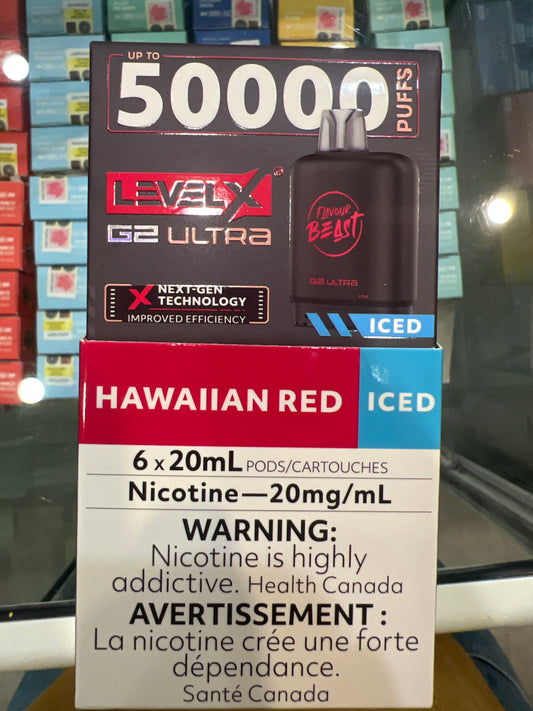 UP TO
50000
PUFFS
LEVEL X
G2 ULTRA
FLAVOUR
BEAST
G2 ULTRA
X NEXT-GEN
TECHNOLOGY
IMPROVED EFFICIENCY
ICED
HAWAIIAN RED ICED
6 x 20mL PODS/CARTOUCHES
Nicotine—20mg/mL
WARNING:
Nicotine is highly
addictive. Health Canada
AVERTISSEMENT :
La nicotine crée une forte
dépendance.
Santé Canada